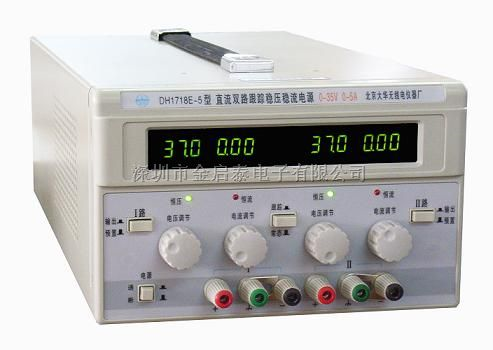 DH1718E-5型 直流双路跟踪稳压稳流电源 0-35V 0-5A 北京大华无线电仪器厂
37.0 0.00 37.0 0.00
深圳市金启泰电子有限公司
恒压 恒流 恒压 恒流
I路 跟踪 II路
输出 电压调节 电流调节 常态 电压调节 电流调节 输出
预置 预置
电源
通
断
I II
+ - + -